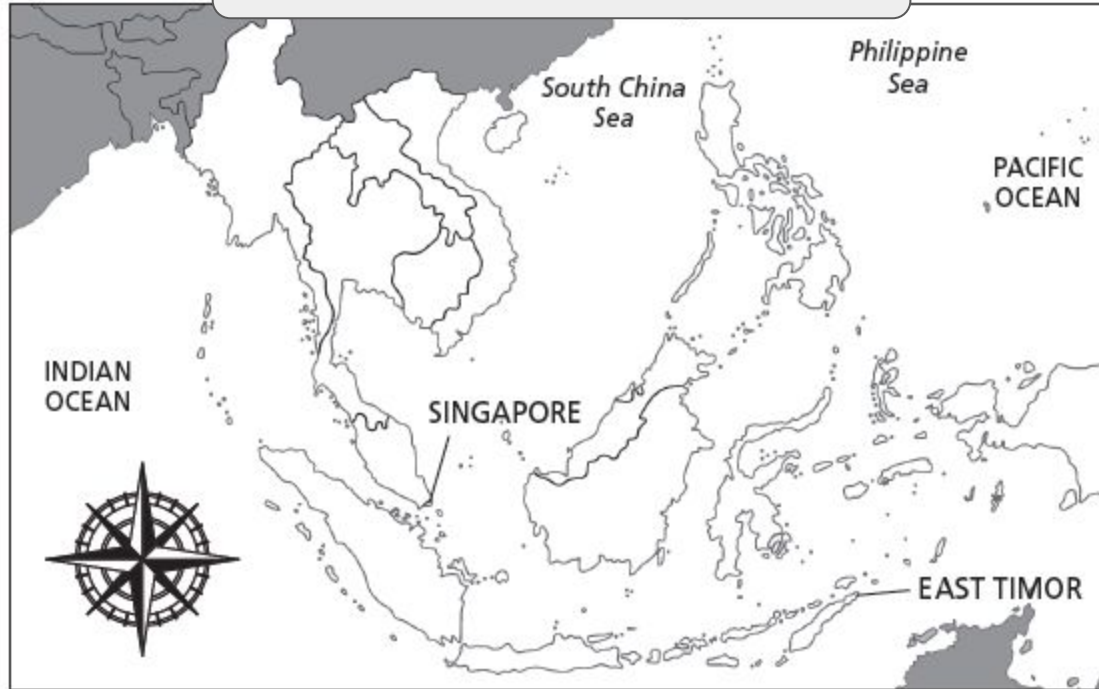 South China
Sea
Philippine
Sea
PACIFIC
OCEAN
INDIAN
OCEAN
SINGAPORE
EAST TIMOR